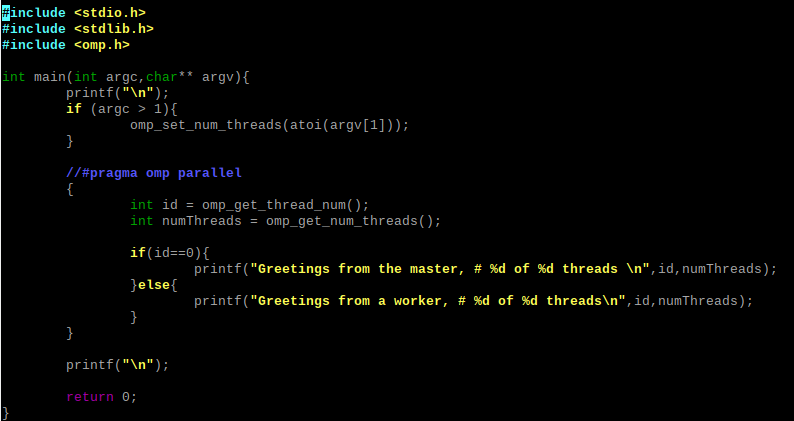 #include <stdio.h>
#include <stdlib.h>
#include <omp.h>

int main(int argc,char** argv){
        printf("\n");
        if (argc > 1){
                omp_set_num_threads(atoi(argv[1]));
        }

        //#pragma omp parallel
        {
                int id = omp_get_thread_num();
                int numThreads = omp_get_num_threads();

                if(id==0){
                        printf("Greetings from the master, # %d of %d threads \n",id,numThreads);
                }else{
                        printf("Greetings from a worker, # %d of %d threads\n",id,numThreads);
                }
        }

        printf("\n");

        return 0;
}